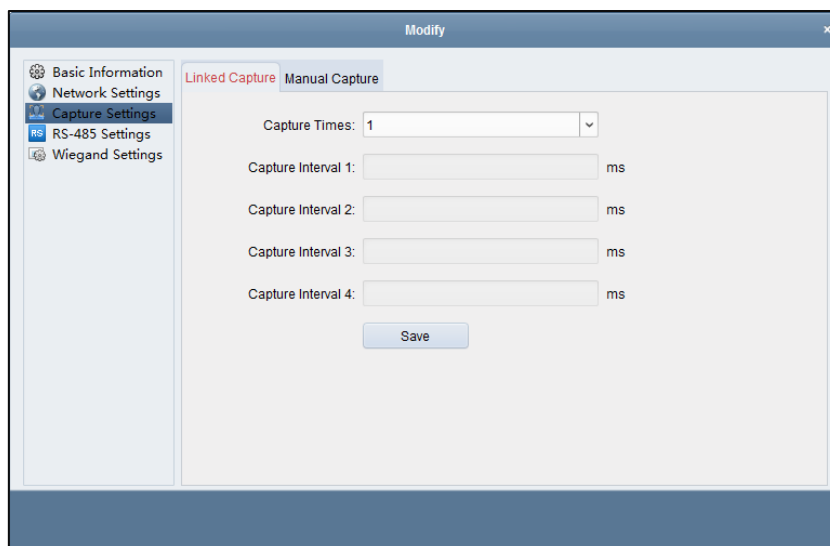 Modify
Basic Information
Network Settings
Capture Settings
RS RS-485 Settings
Wiegand Settings
Linked Capture Manual Capture
Capture Times: 1
Capture Interval 1: ms
Capture Interval 2: ms
Capture Interval 3: ms
Capture Interval 4: ms
Save